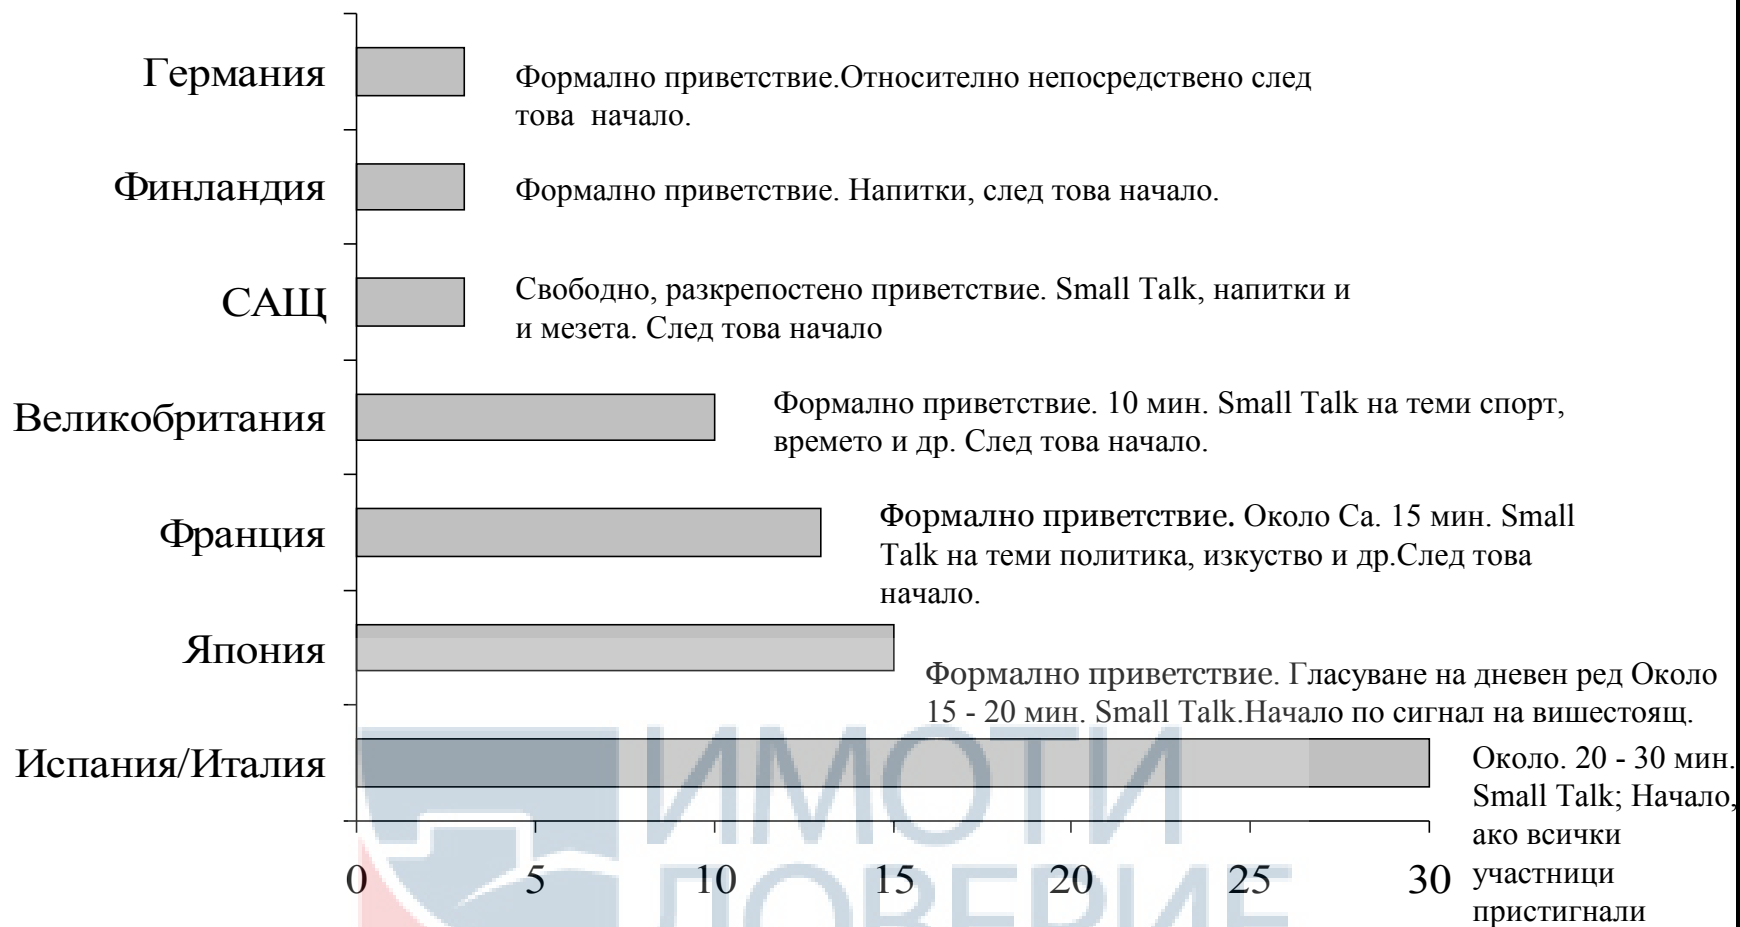 Германия
Формално приветствие.Относително непосредствено след
това начало.
Финландия
Формално приветствие. Напитки, след това начало.
САЩ
Свободно, разкрепостено приветствие. Small Talk, напитки и
и мезета. След това начало
Великобритания
Формално приветствие. 10 мин. Small Talk на теми спорт,
времето и др. След това начало.
Франция
Формално приветствие. Около Ca. 15 мин. Small
Talk на теми политика, изкуство и др.След това
начало.
Япония
Формално приветствие. Гласуване на дневен ред Около
15 - 20 мин. Small Talk.Начало по сигнал на вишестоящ.
Испания/Италия
Около. 20 - 30 мин.
Small Talk; Начало,
ако всички
участници
пристигнали
0 5 10 15 20 25 30
ИМОТИ
ДОВЕРИЕ